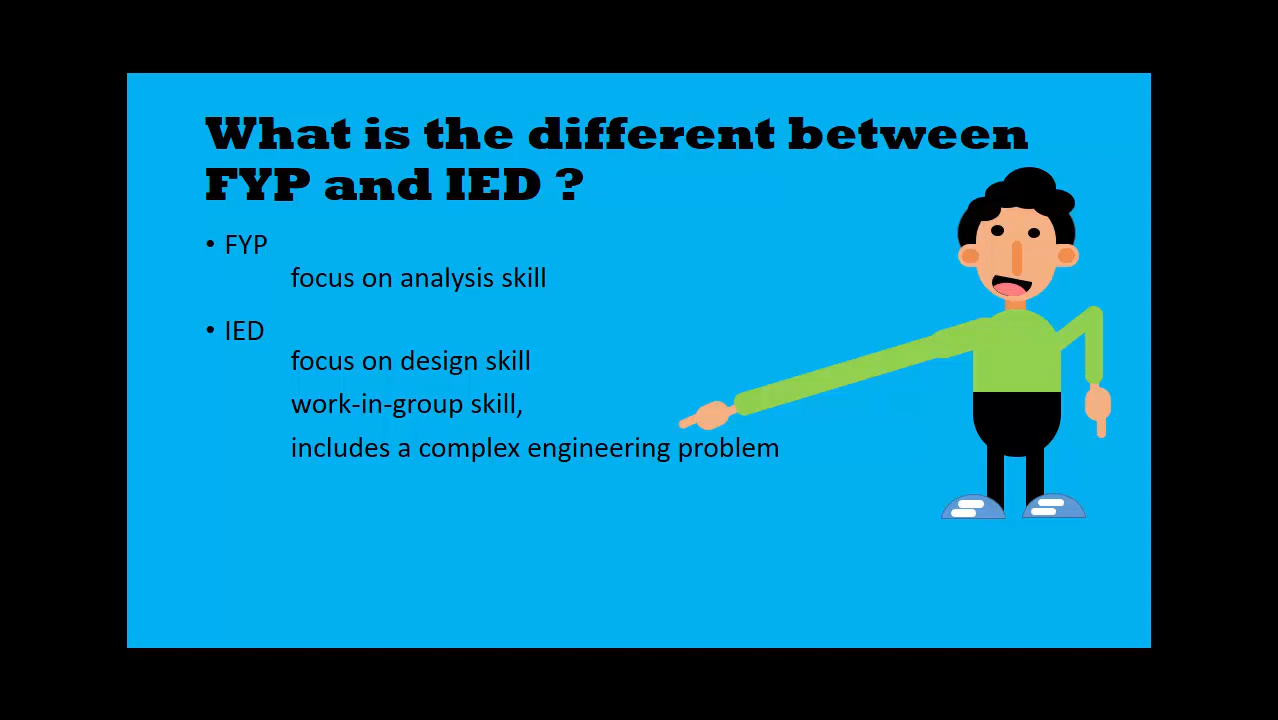 What is the different between
FYP and IED ?
• FYP
focus on analysis skill
• IED
focus on design skill
work-in-group skill,
includes a complex engineering problem